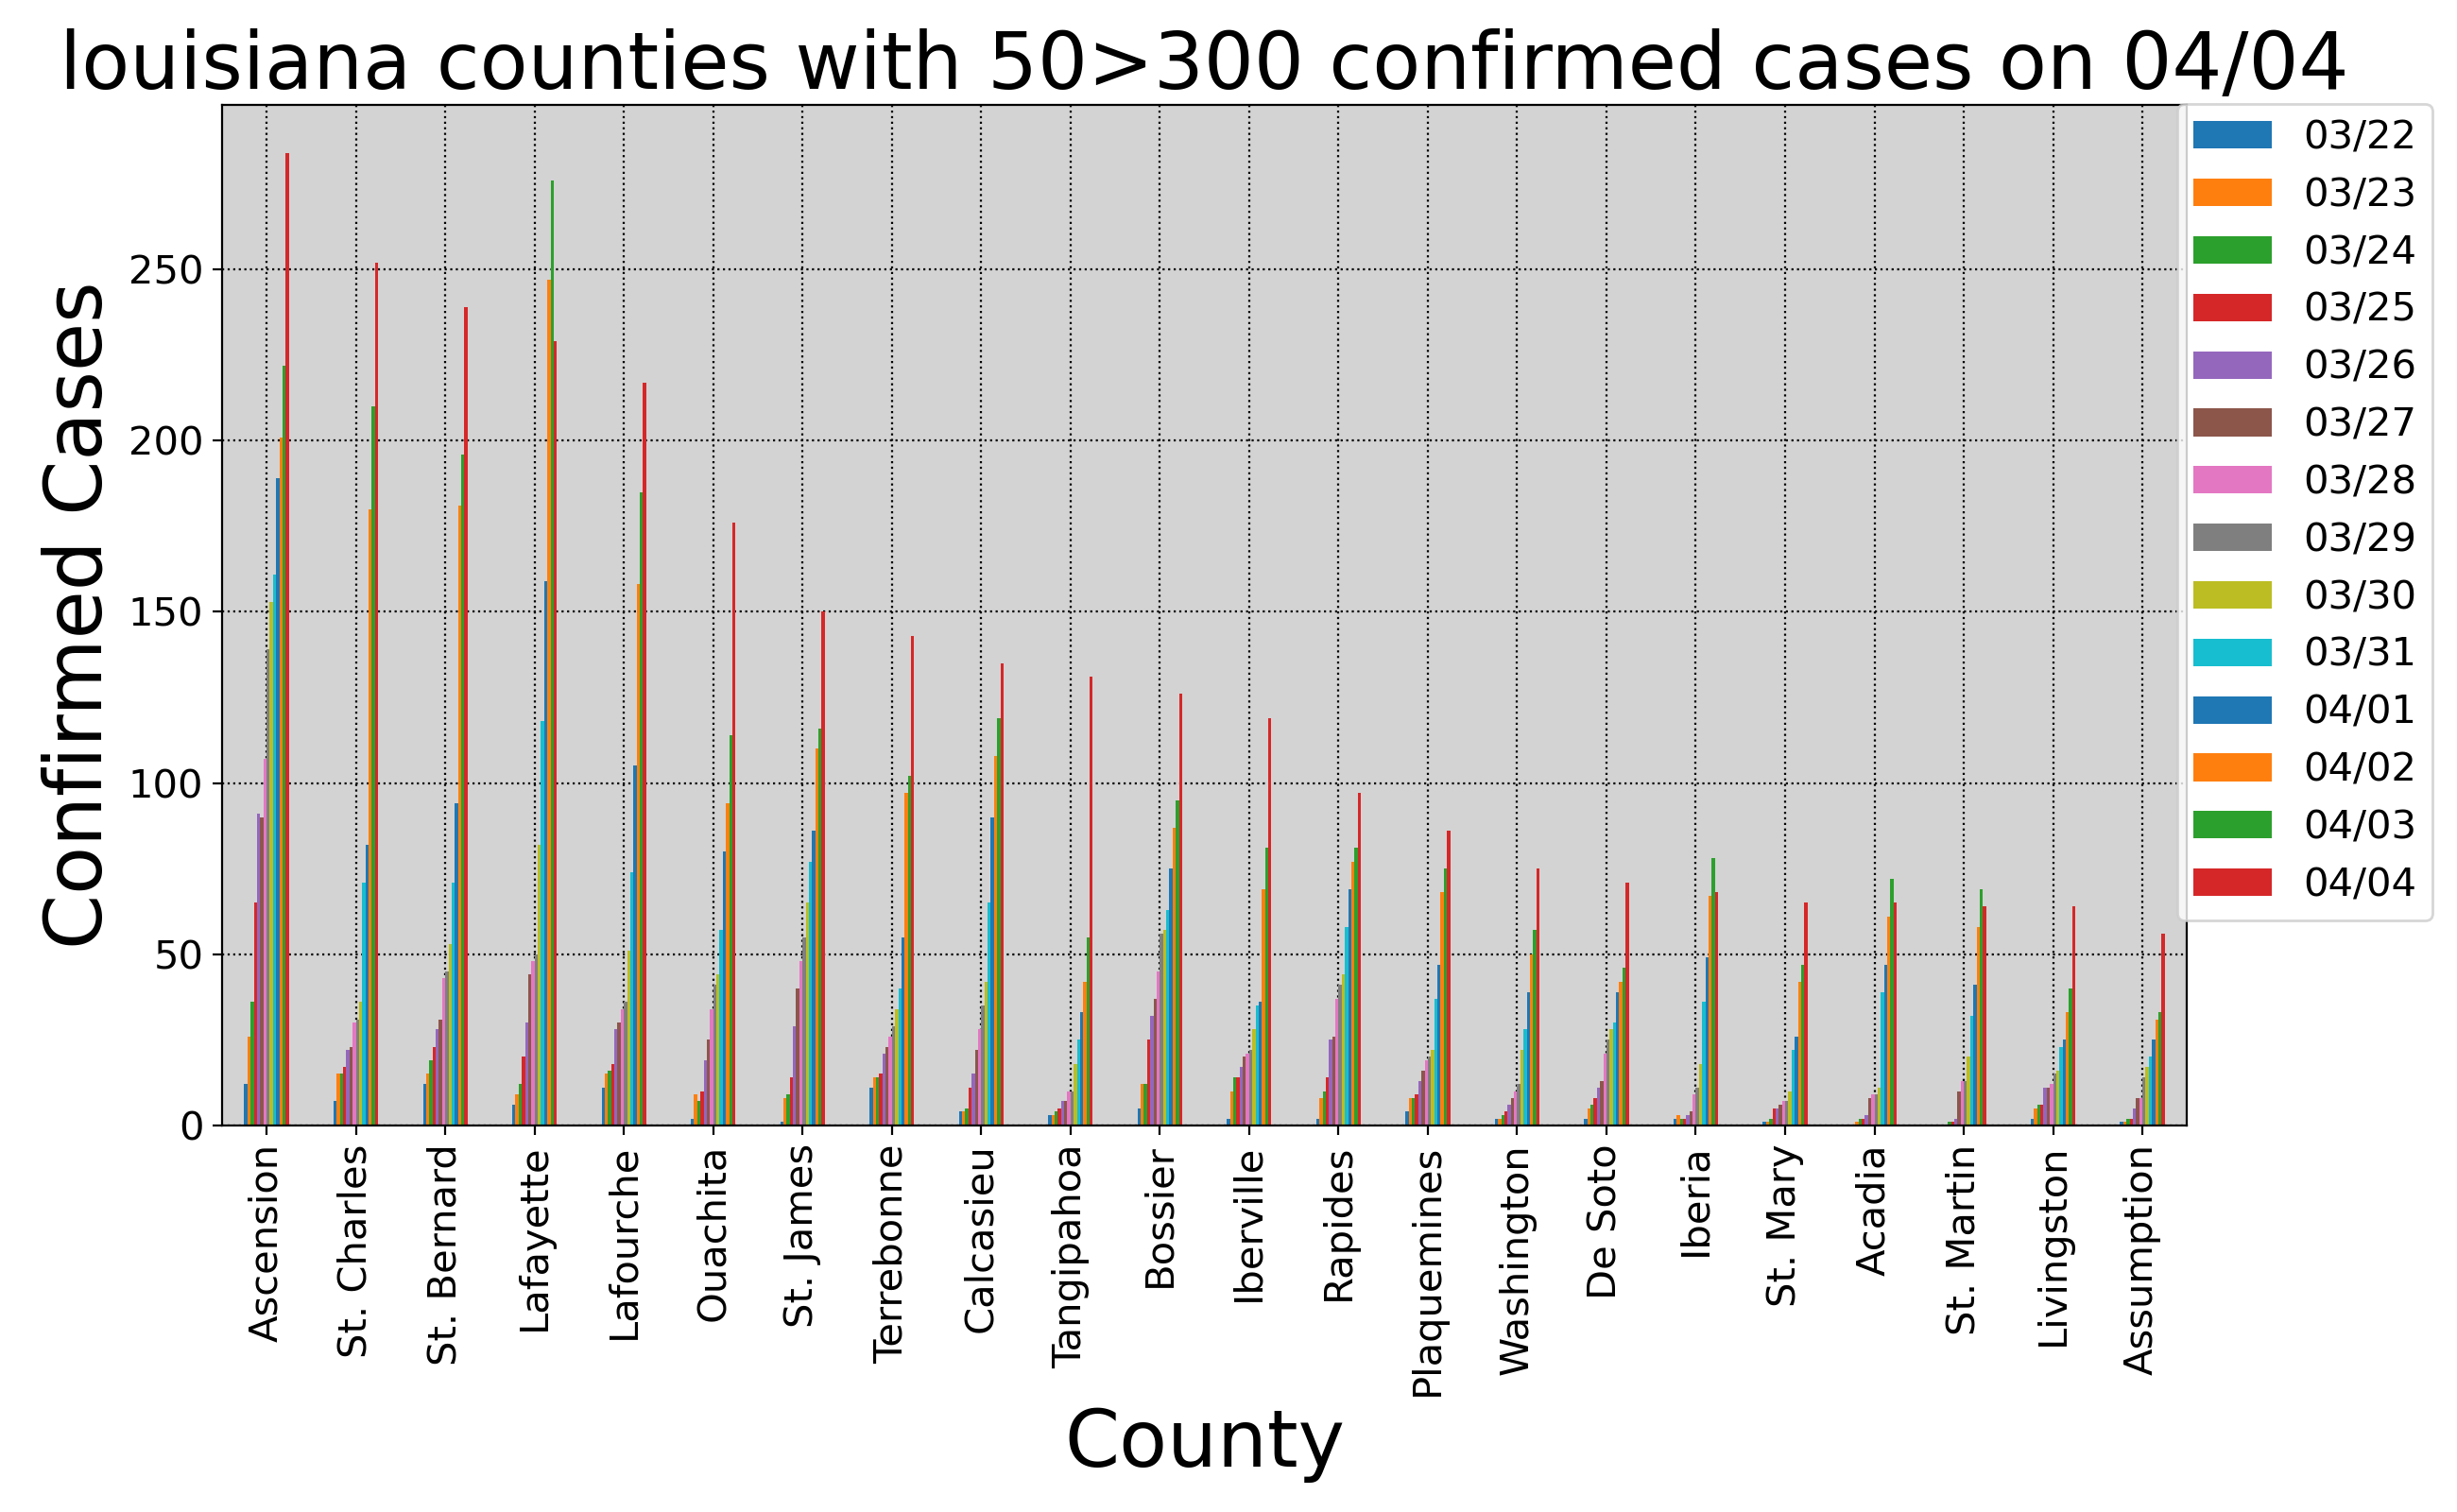 louisiana counties with 50>300 confirmed cases on 04/04
Confirmed Cases
250
200
150
100
50
0
03/22
03/23
03/24
03/25
03/26
03/27
03/28
03/29
03/30
03/31
04/01
04/02
04/03
04/04
Ascension
St. Charles
St. Bernard
Lafayette
Lafourche
Ouachita
St. James
Terrebonne
Calcasieu
Tangipahoa
Bossier
Iberville
Rapides
Plaquemines
Washington
De Soto
Iberia
St. Mary
Acadia
St. Martin
Livingston
Assumption
County